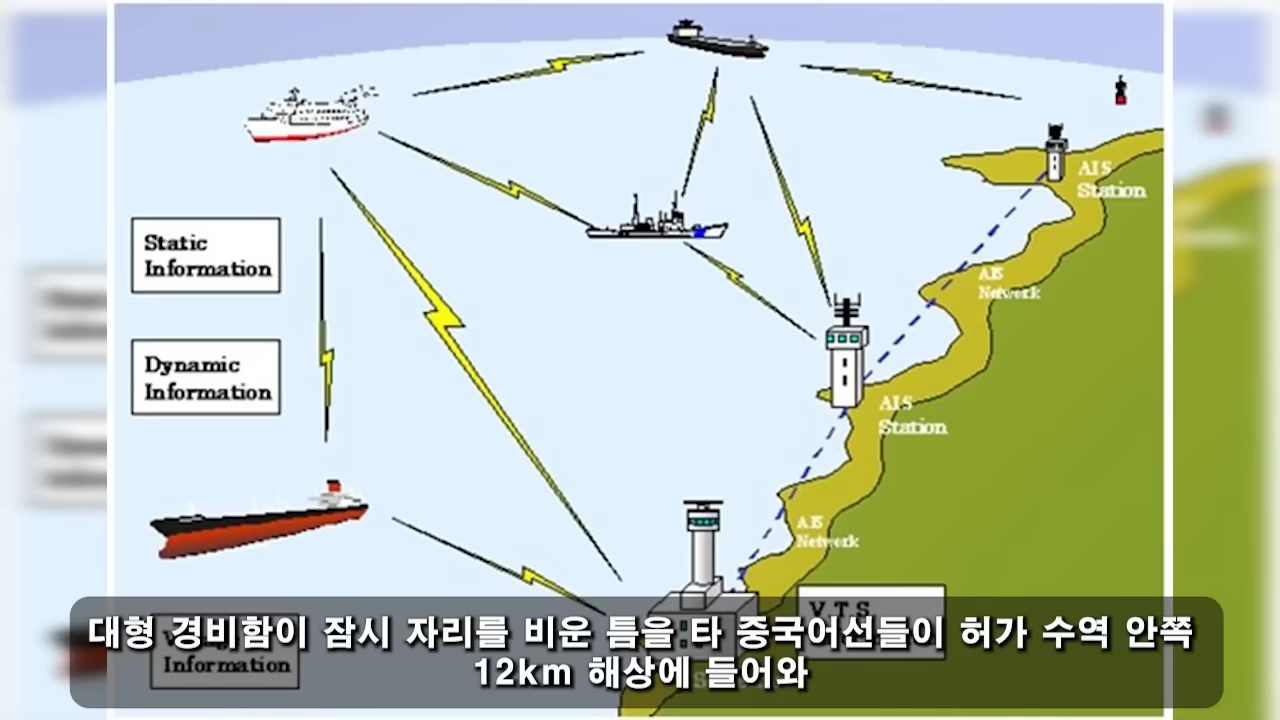 AIS
Station
Static
Information
AIS
Network
Dynamic
Information
AIS
Station
AIS
Network
V.T.S
대형 경비함이 잠시 자리를 비운 틈을 타 중국어선들이 허가 수역 안쪽
Information
12km 해상에 들어와